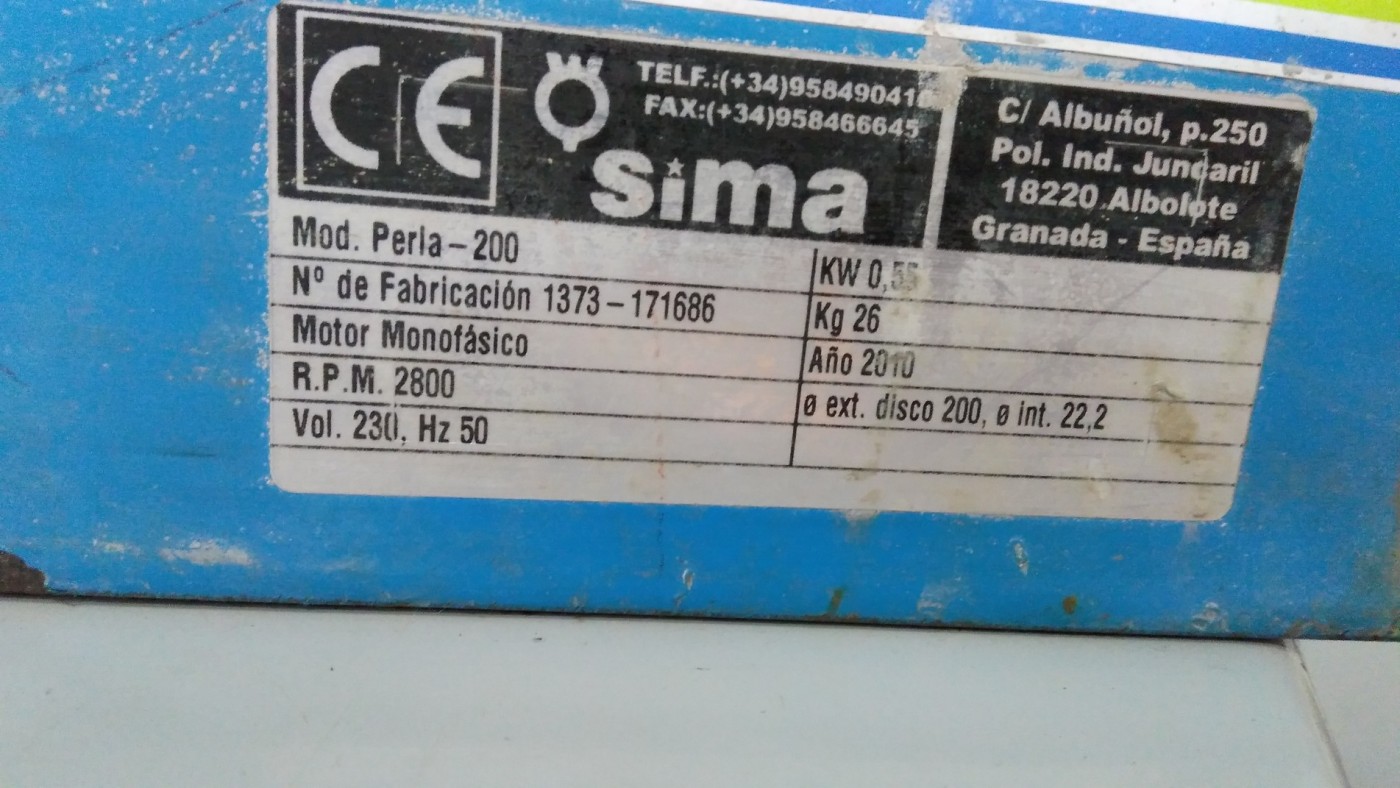 CE
TELF.:(+34)95849041
FAX:(+34)958466645
sima
C/ Albuñol, p.250
Pol. Ind. Juncaril
18220 Albolote
Granada - España
Mod. Perla-200
KW 0,55
Nº de Fabricación 1373-171686
Kg 26
Motor Monofásico
Año 2010
R.P.M. 2800
ø ext. disco 200, ø int. 22,2
Vol. 230, Hz 50